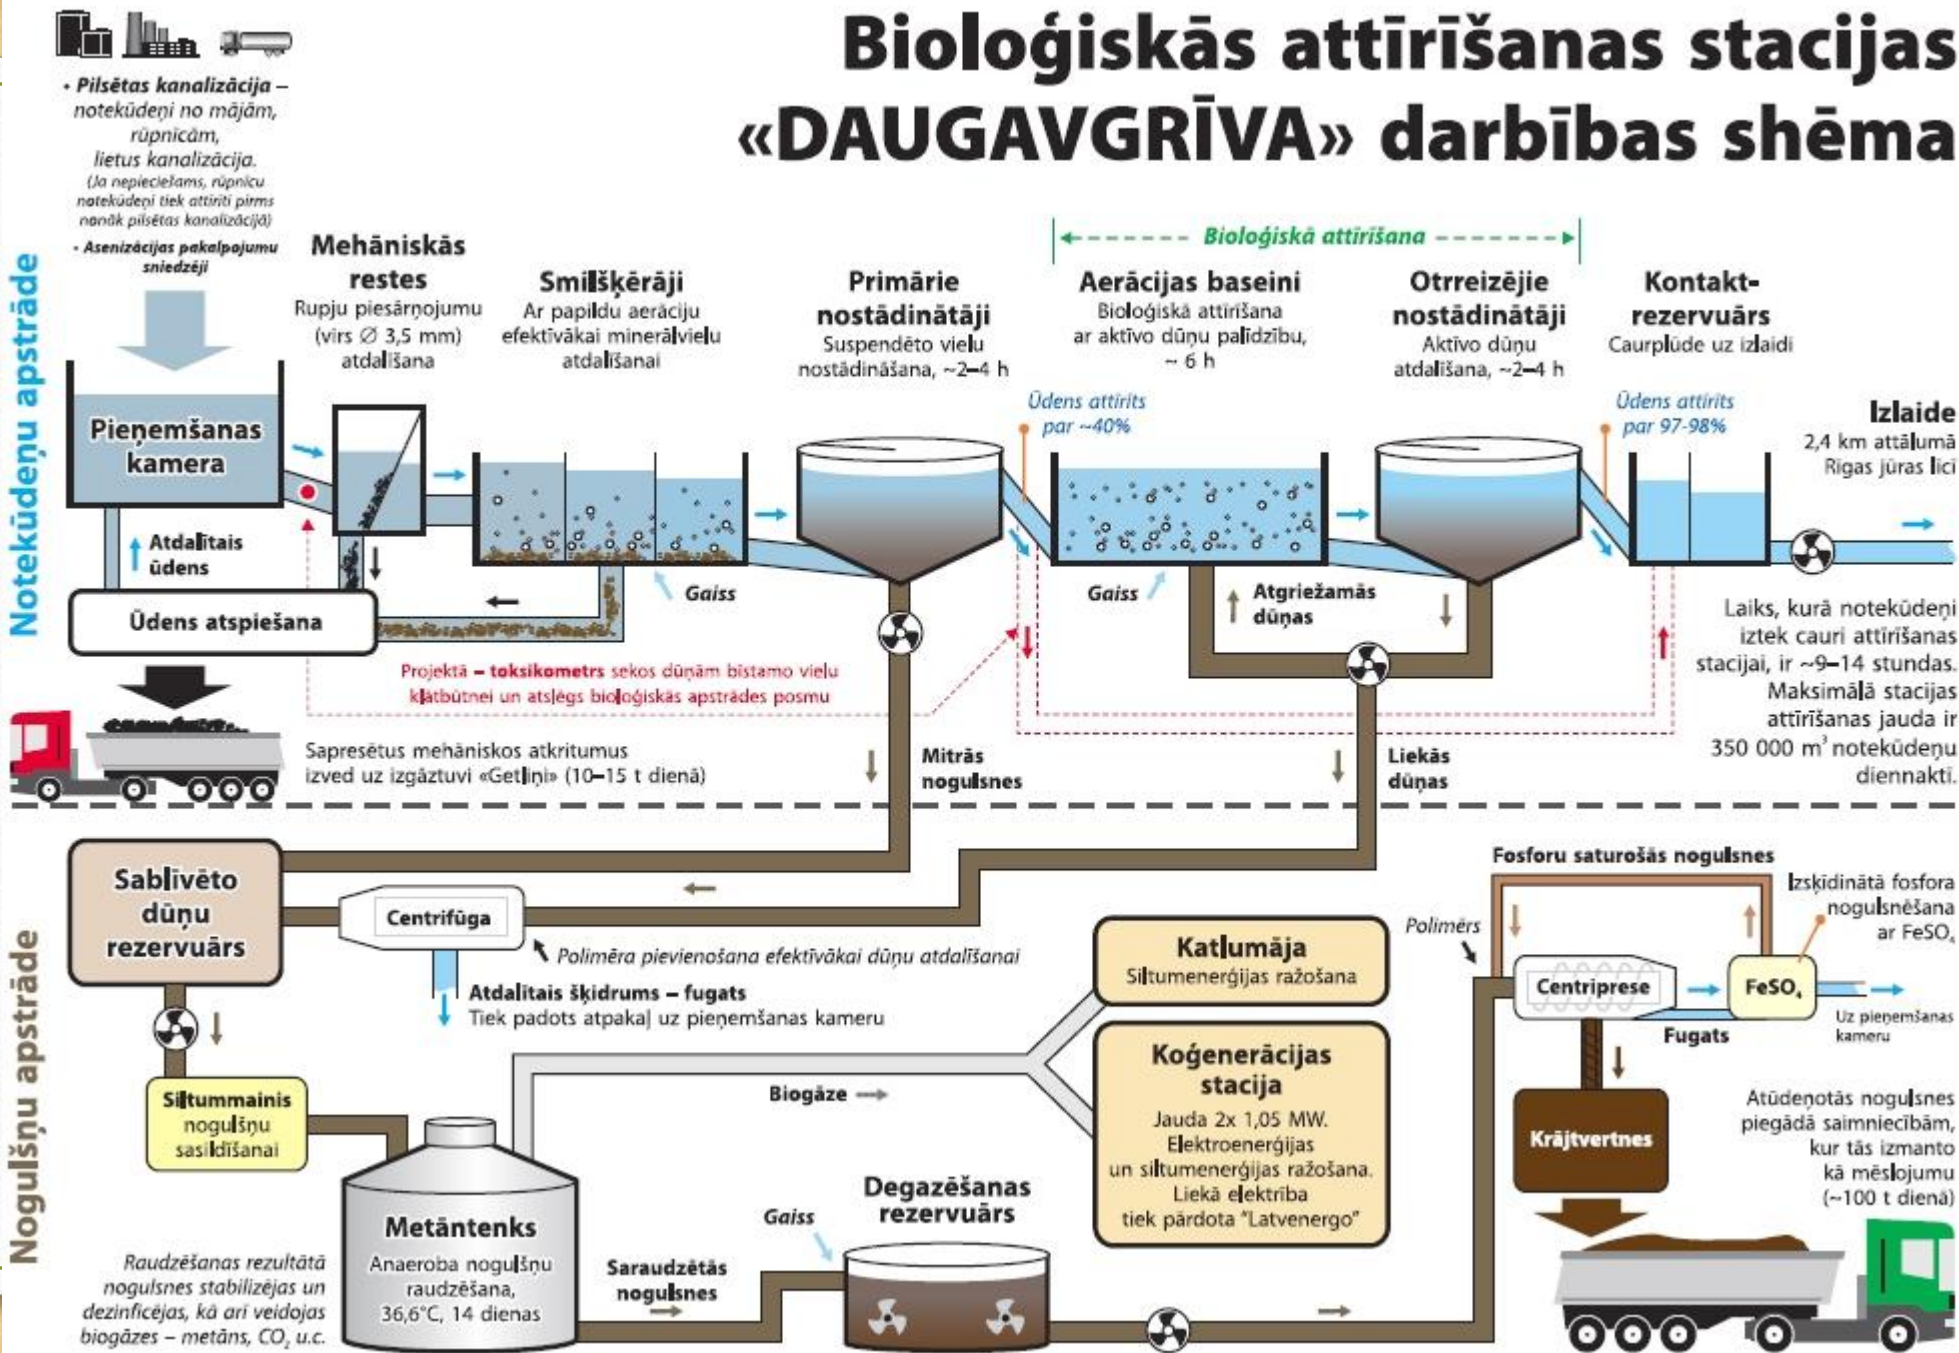 Bioloģiskās attīrīšanas stacijas
«DAUGAVGRĪVA» darbības shēma
• Pilsētas kanalizācija –
notekūdeņi no mājām,
rūpnīcām,
lietus kanalizācija.
(Ja nepieciešams, rūpnīcu
notekūdeņi tiek attīrīti pirms
nonāk pilsētas kanalizācijā)
• Asenizācijas pakalpojumu
sniedzēji
Notekūdeņu apstrāde
Mehāniskās
restes
Rupju piesārņojumu
(virs Ø 3,5 mm)
atdalīšana
Smilšķērāji
Ar papildu aerāciju
efektīvākai minerālvielu
atdalīšanai
Primārie
nostādinātāji
Suspendēto vielu
nostādināšana, ~2–4 h
Bioloģiskā attīrīšana
Aerācijas baseini
Bioloģiskā attīrīšana
ar aktīvo dūņu palīdzību,
~ 6 h
Otrreizējie
nostādinātāji
Aktīvo dūņu
atdalīšana, ~2–4 h
Kontakt-
rezervuārs
Caurplūde uz izlaidi
Ūdens attīrīts
par ~40%
Ūdens attīrīts
par 97-98%
Izlaide
2,4 km attālumā
Rīgas jūras līcī
Pieņemšanas
kamera
Atdalītais
ūdens
Ūdens atspiešana
Gaiss
Gaiss
Atgriežamās
dūņas
Projektā – toksikometrs sekos dūņām bīstamo vielu
klātbūtnei un atslēgs bioloģiskās apstrādes posmu
Laiks, kurā notekūdeņi
iztek cauri attīrīšanas
stacijai, ir ~9–14 stundas.
Maksimālā stacijas
attīrīšanas jauda ir
350 000 m³ notekūdeņu
diennaktī.
Sapresētus mehāniskos atkritumus
izved uz izgāztuvi «Getliņi» (10–15 t dienā)
Mitrās
nogulsnes
Liekās
dūņas
Nogulšņu apstrāde
Sablīvēto
dūņu
rezervuārs
Centrifūga
Polimēra pievienošana efektīvākai dūņu atdalīšanai
Atdalītais šķidrums – fugats
Tiek padots atpakaļ uz pieņemšanas kameru
Katlumāja
Siltumenerģijas ražošana
Koģenerācijas
stacija
Jauda 2x 1,05 MW.
Elektroenerģijas
un siltumenerģijas ražošana.
Liekā elektrība
tiek pārdota "Latvenergo"
Biogāze
Fosforu saturošās nogulsnes
Izšķīdinātā fosfora
nogulsnēšana
ar FeSO₄
Polimērs
Centriprese
FeSO₄
Fugats
Uz pieņemšanas
kameru
Siltummainis
nogulšņu
sasildīšanai
Krājtvertnes
Atūdeņotās nogulsnes
piegādā saimniecībām,
kur tās izmanto
kā mēslojumu
(~100 t dienā)
Metāntenks
Anaeroba nogulšņu
raudzēšana,
36,6°C, 14 dienas
Raudzēšanas rezultātā
nogulsnes stabilizējas un
dezinficējas, kā arī veidojas
biogāzes – metāns, CO₂ u.c.
Saraudzētās
nogulsnes
Gaiss
Degazēšanas
rezervuārs